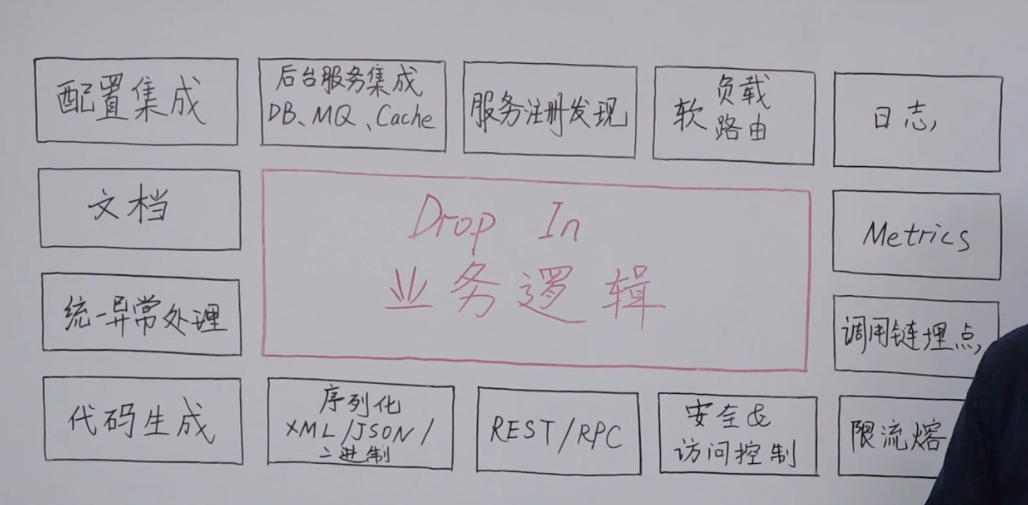 配置集成
后台服务集成
DB、MQ、Cache
服务注册发现
软负载
路由
日志,
文档
Drop In
业务逻辑
Metrics
统一异常处理
调用链埋点,
代码生成
序列化
XML/JSON/
二进制
REST/RPC
安全&
访问控制
限流熔